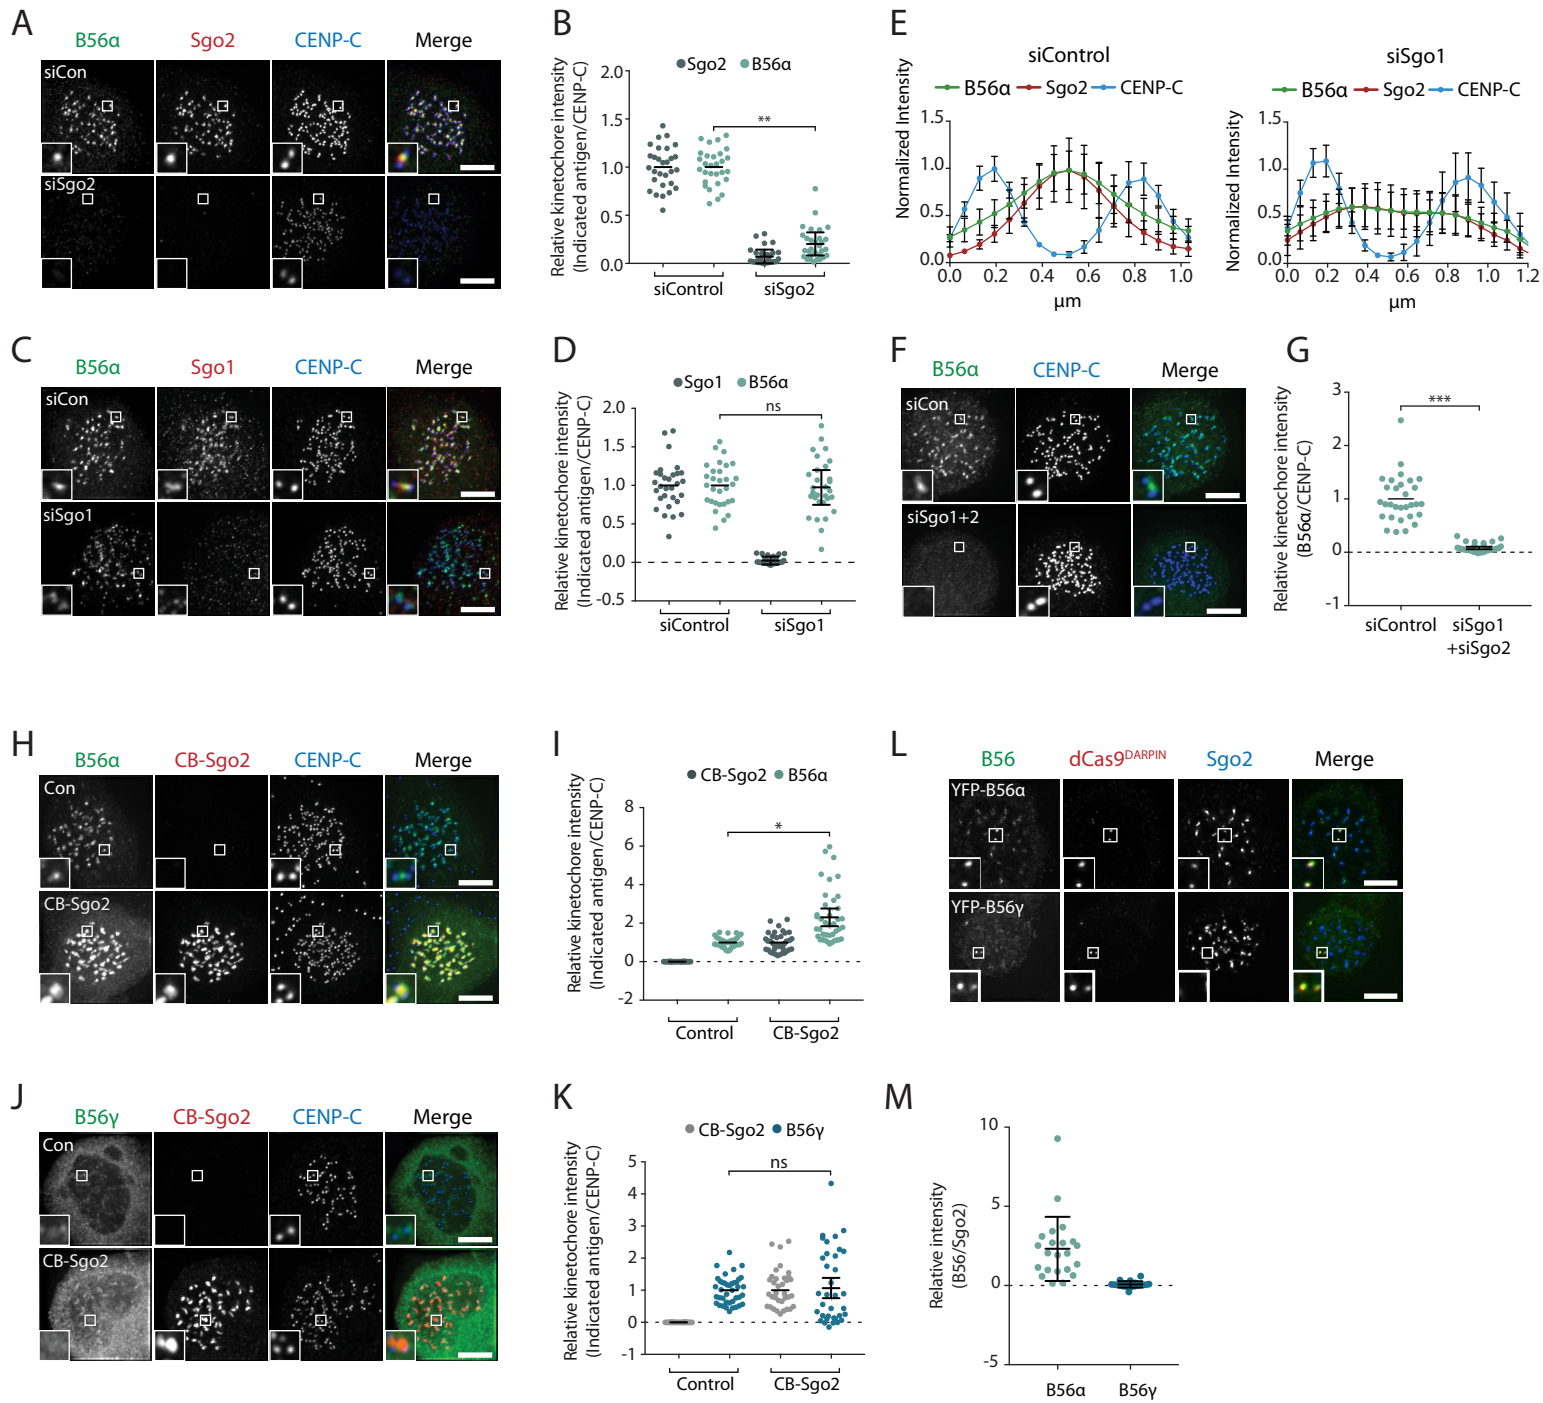 A
B56α Sgo2 CENP-C Merge
siCon
siSgo2
B
Sgo2 B56α
Relative kinetochore intensity
(Indicated antigen/CENP-C)
2.0
1.5
1.0
0.5
0.0
**
siControl siSgo2
C
B56α Sgo1 CENP-C Merge
siCon
siSgo1
D
Sgo1 B56α
Relative kinetochore intensity
(Indicated antigen/CENP-C)
2.0
1.5
1.0
0.5
0.0
-0.5
ns
siControl siSgo1
E
siControl
B56α Sgo2 CENP-C
Normalized Intensity
1.5
1.0
0.5
0.0
0.0 0.2 0.4 0.6 0.8 1.0
μm
siSgo1
B56α Sgo2 CENP-C
Normalized Intensity
1.5
1.0
0.5
0.0
0.0 0.2 0.4 0.6 0.8 1.0 1.2
μm
F
B56α CENP-C Merge
siCon
siSgo1+2
G
Relative kinetochore intensity
(B56α/CENP-C)
3
2
1
0
-1
***
siControl siSgo1
+siSgo2
H
B56α CB-Sgo2 CENP-C Merge
Con
CB-Sgo2
I
CB-Sgo2 B56α
Relative kinetochore intensity
(Indicated antigen/CENP-C)
8
6
4
2
0
-2
*
Control CB-Sgo2
J
B56γ CB-Sgo2 CENP-C Merge
Con
CB-Sgo2
K
CB-Sgo2 B56γ
Relative kinetochore intensity
(Indicated antigen/CENP-C)
5
4
3
2
1
0
-1
ns
Control CB-Sgo2
L
B56 dCas9DARPIN Sgo2 Merge
YFP-B56α
YFP-B56γ
M
Relative intensity
(B56/Sgo2)
10
5
0
-5
B56α B56γ